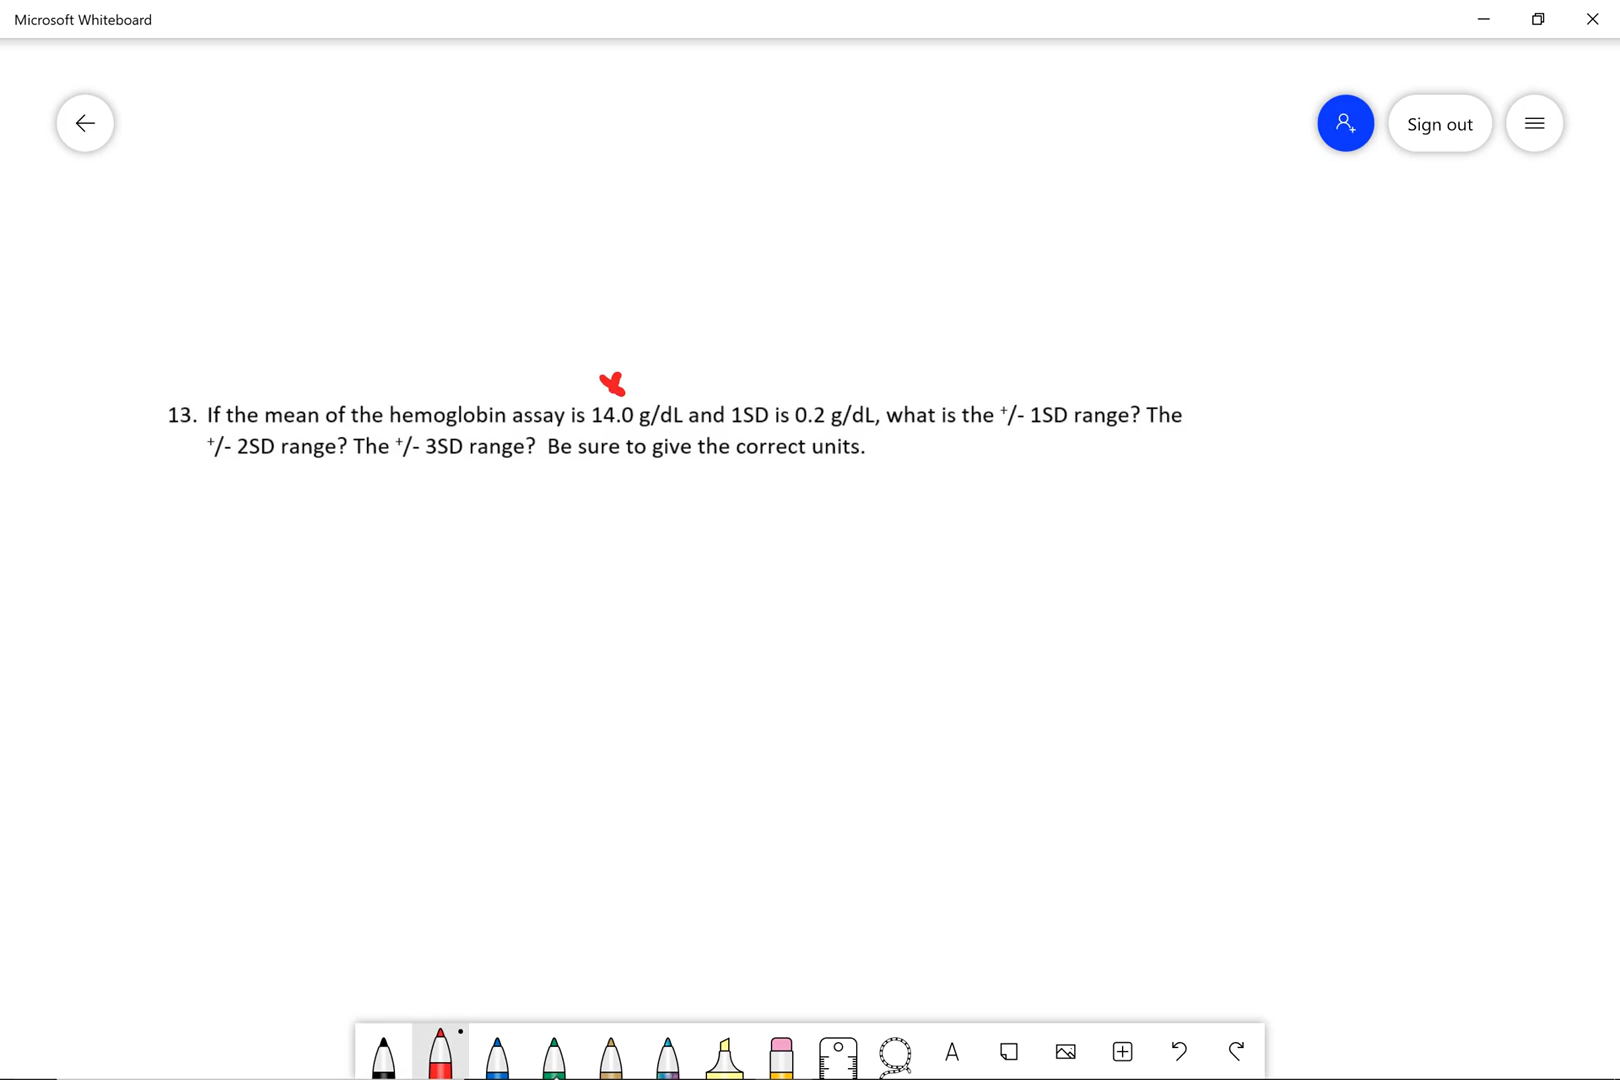 Microsoft Whiteboard
Sign out
x
13. If the mean of the hemoglobin assay is 14.0 g/dL and 1SD is 0.2 g/dL, what is the +/- 1SD range? The
+/- 2SD range? The +/- 3SD range?  Be sure to give the correct units.
A